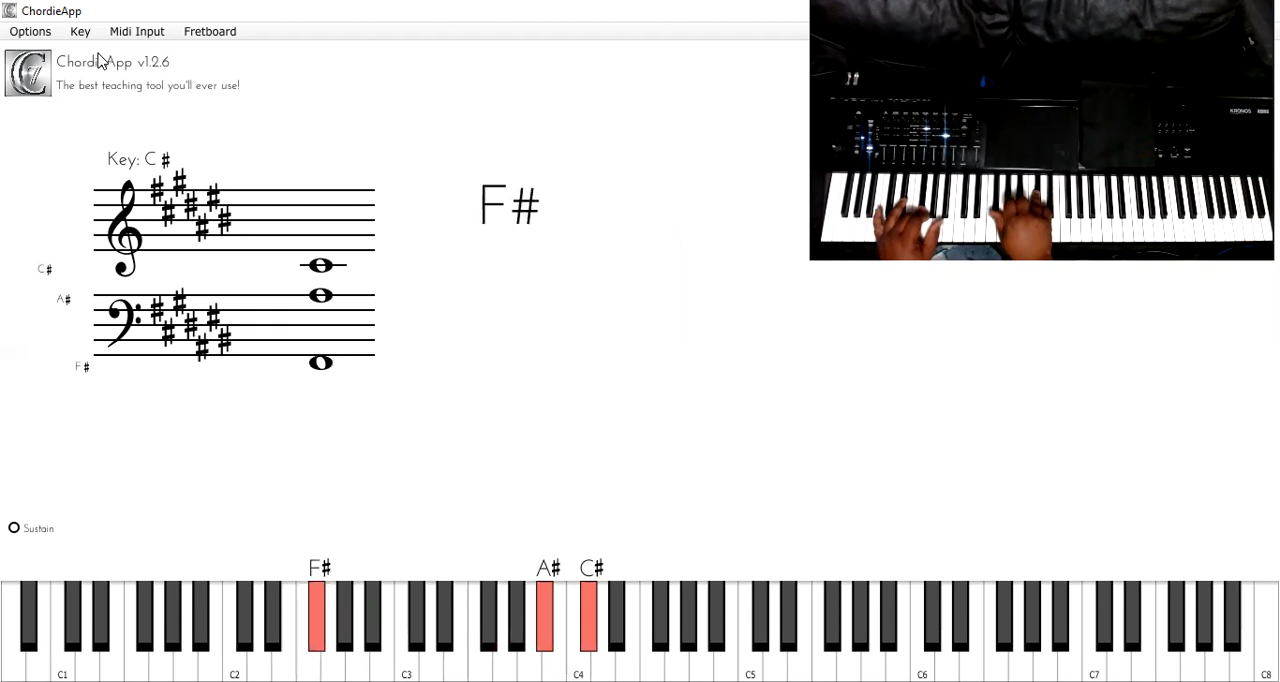 ChordieApp
Options Key Midi Input Fretboard
ChordieApp v1.2.6
The best teaching tool you'll ever use!
Key: C#
F#
C#
A#
F#
KRONOS KORG
Sustain
F# A# C#
C1 C2 C3 C4 C5 C6 C7 C8